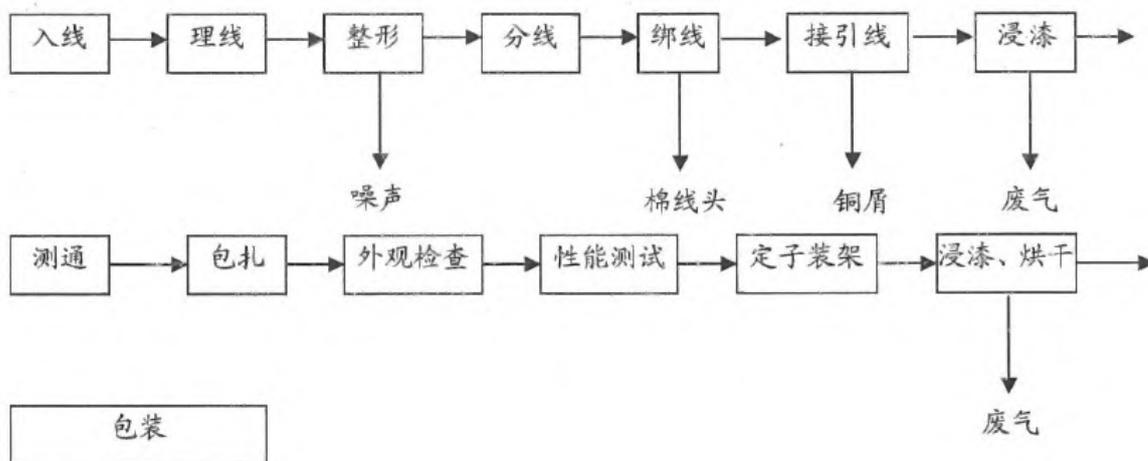 入线 理线 整形 分线 绑线 接引线 浸漆
噪声 棉线头 铜屑 废气
测通 包扎 外观检查 性能测试 定子装架 浸漆、烘干
废气
包装